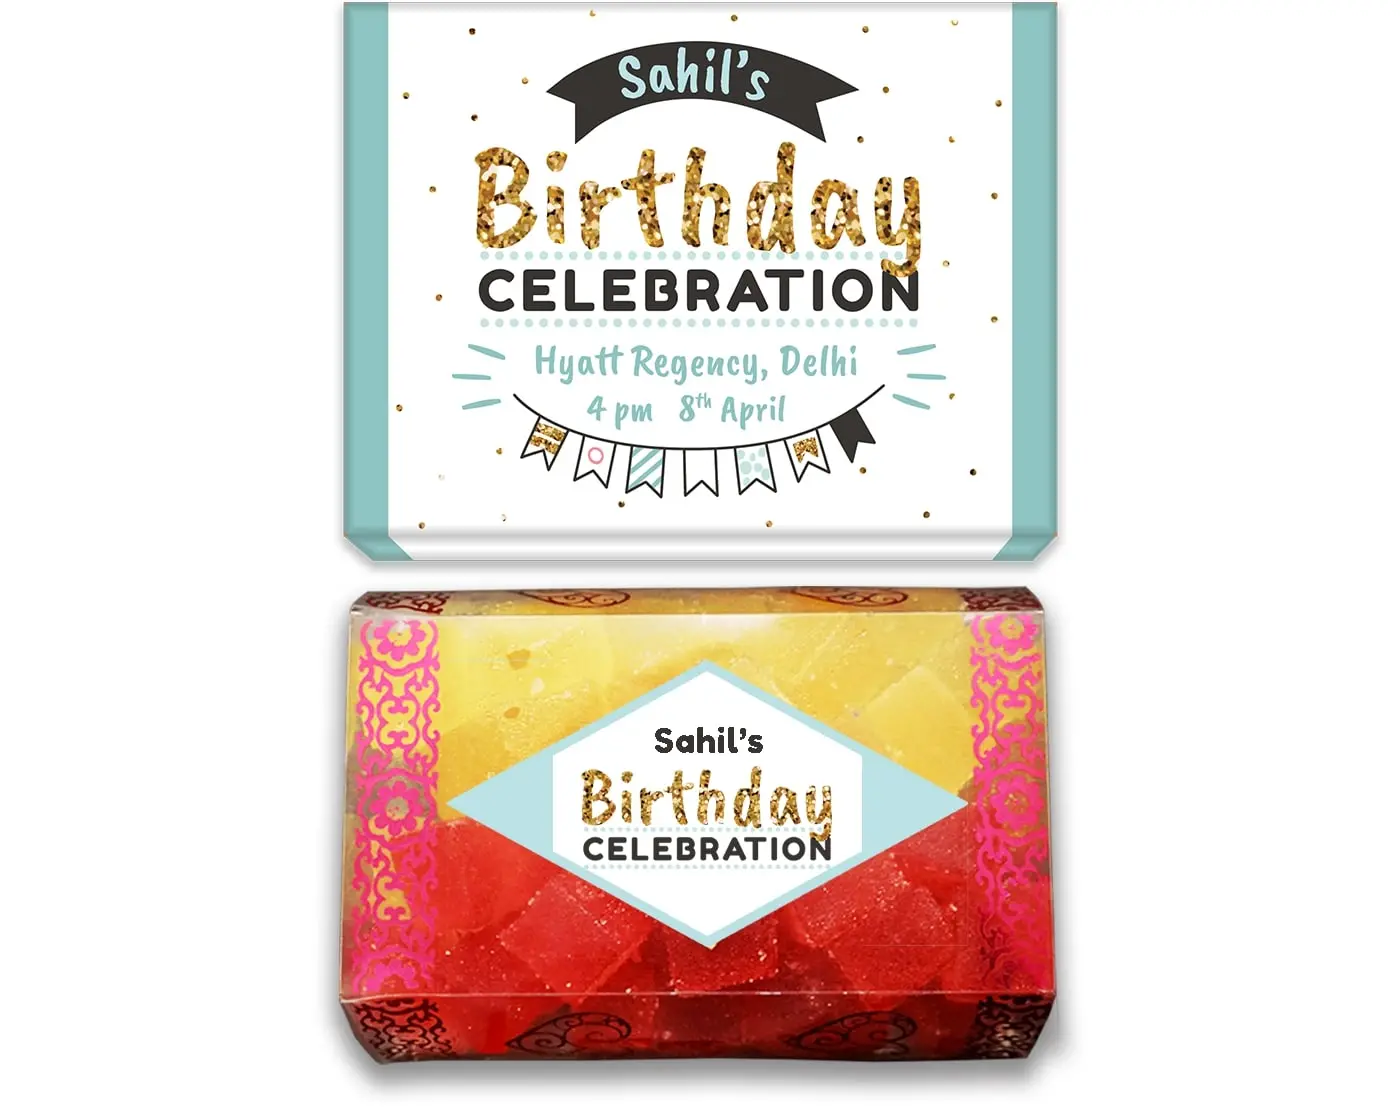 Sahil's
Birthday
CELEBRATION
Hyatt Regency, Delhi
4 pm 8th April
Sahil's
Birthday
CELEBRATION